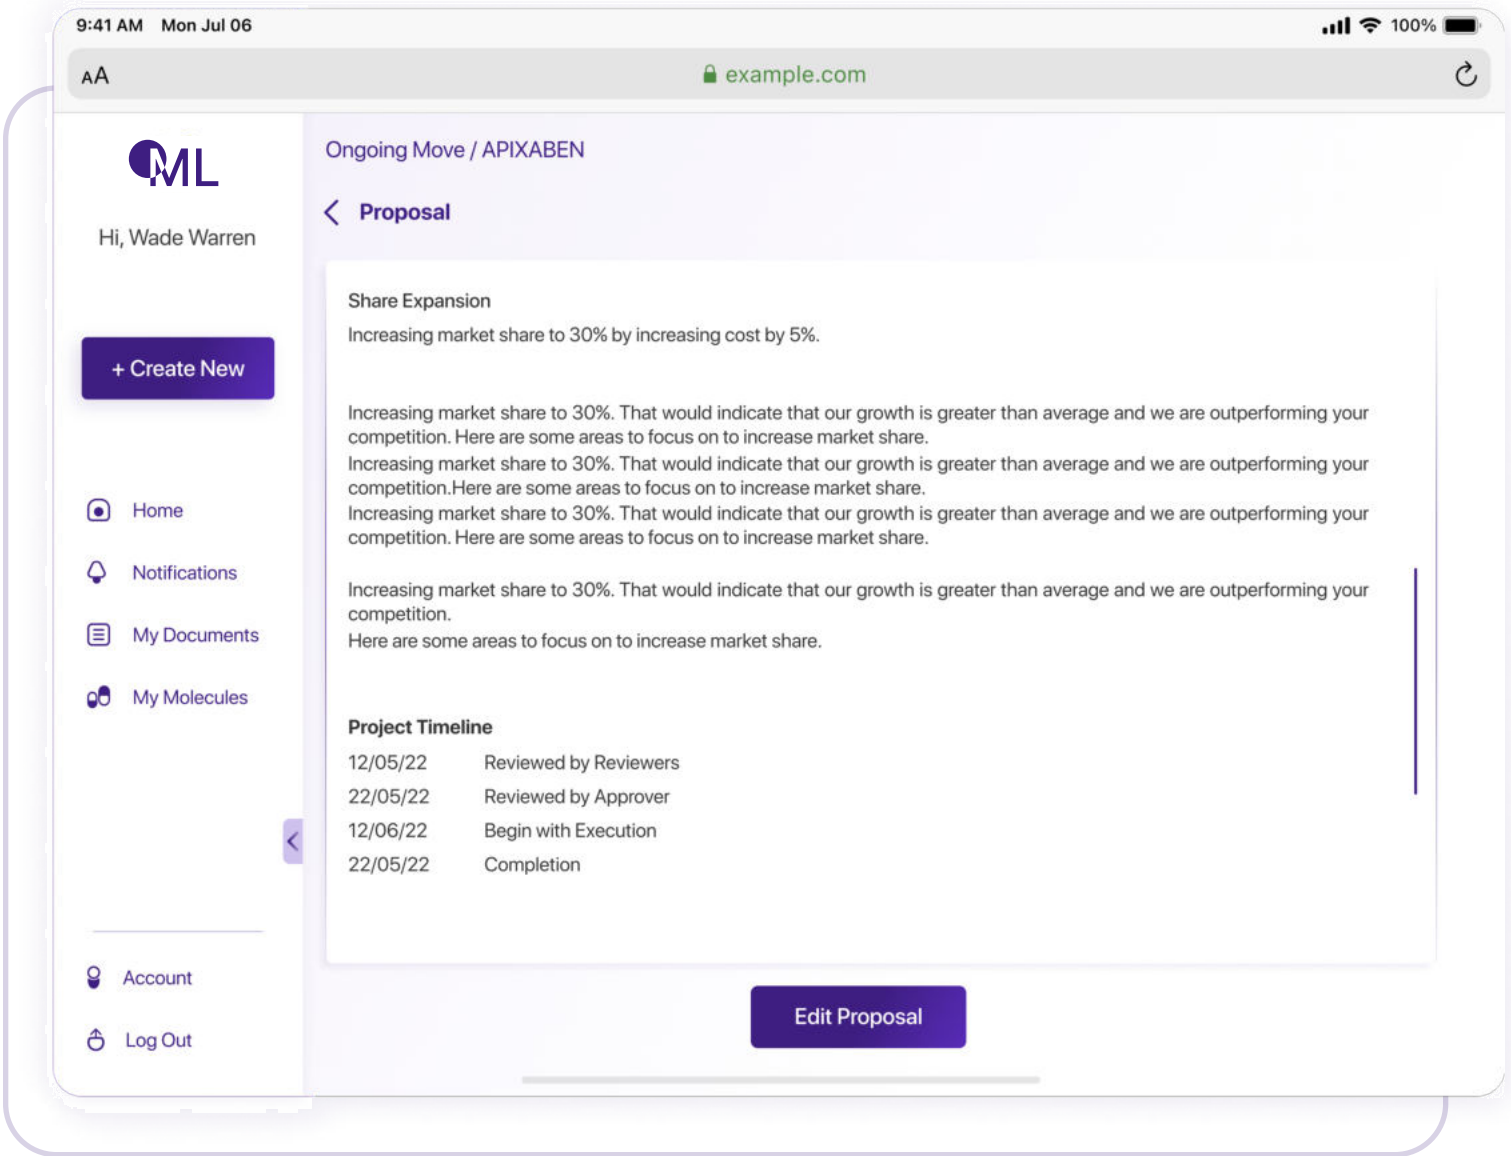 9:41 AM Mon Jul 06
100%
AA
example.com
ML
Hi, Wade Warren
+ Create New
Home
Notifications
My Documents
My Molecules
Account
Log Out
Ongoing Move / APIXABEN
Proposal
Share Expansion
Increasing market share to 30% by increasing cost by 5%.
Increasing market share to 30%. That would indicate that our growth is greater than average and we are outperforming your
competition. Here are some areas to focus on to increase market share.
Increasing market share to 30%. That would indicate that our growth is greater than average and we are outperforming your
competition.Here are some areas to focus on to increase market share.
Increasing market share to 30%. That would indicate that our growth is greater than average and we are outperforming your
competition. Here are some areas to focus on to increase market share.
Increasing market share to 30%. That would indicate that our growth is greater than average and we are outperforming your
competition.
Here are some areas to focus on to increase market share.
Project Timeline
12/05/22 Reviewed by Reviewers
22/05/22 Reviewed by Approver
12/06/22 Begin with Execution
22/05/22 Completion
Edit Proposal